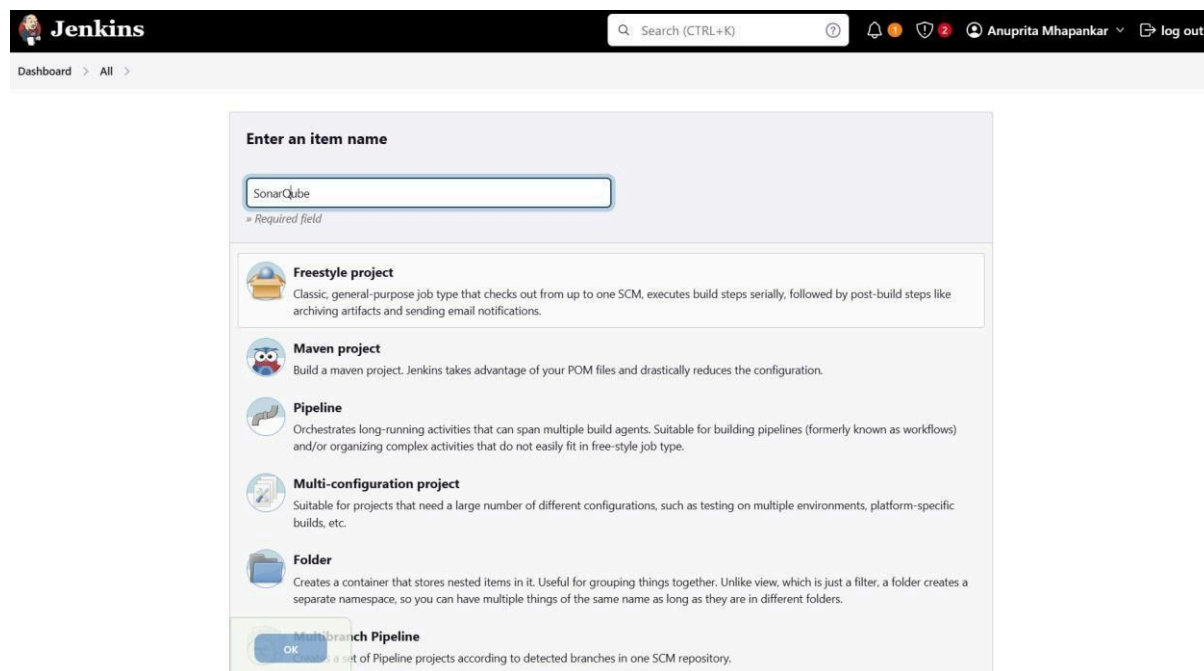 Jenkins
Search (CTRL+K)
1
2
Anuprita Mhapankar
log out
Dashboard > All >
Enter an item name
SonarQube
» Required field
Freestyle project
Classic, general-purpose job type that checks out from up to one SCM, executes build steps serially, followed by post-build steps like
archiving artifacts and sending email notifications.
Maven project
Build a maven project. Jenkins takes advantage of your POM files and drastically reduces the configuration.
Pipeline
Orchestrates long-running activities that can span multiple build agents. Suitable for building pipelines (formerly known as workflows)
and/or organizing complex activities that do not easily fit in free-style job type.
Multi-configuration project
Suitable for projects that need a large number of different configurations, such as testing on multiple environments, platform-specific
builds, etc.
Folder
Creates a container that stores nested items in it. Useful for grouping things together. Unlike view, which is just a filter, a folder creates a
separate namespace, so you can have multiple things of the same name as long as they are in different folders.
Multibranch Pipeline
OK
Creates a set of Pipeline projects according to detected branches in one SCM repository.